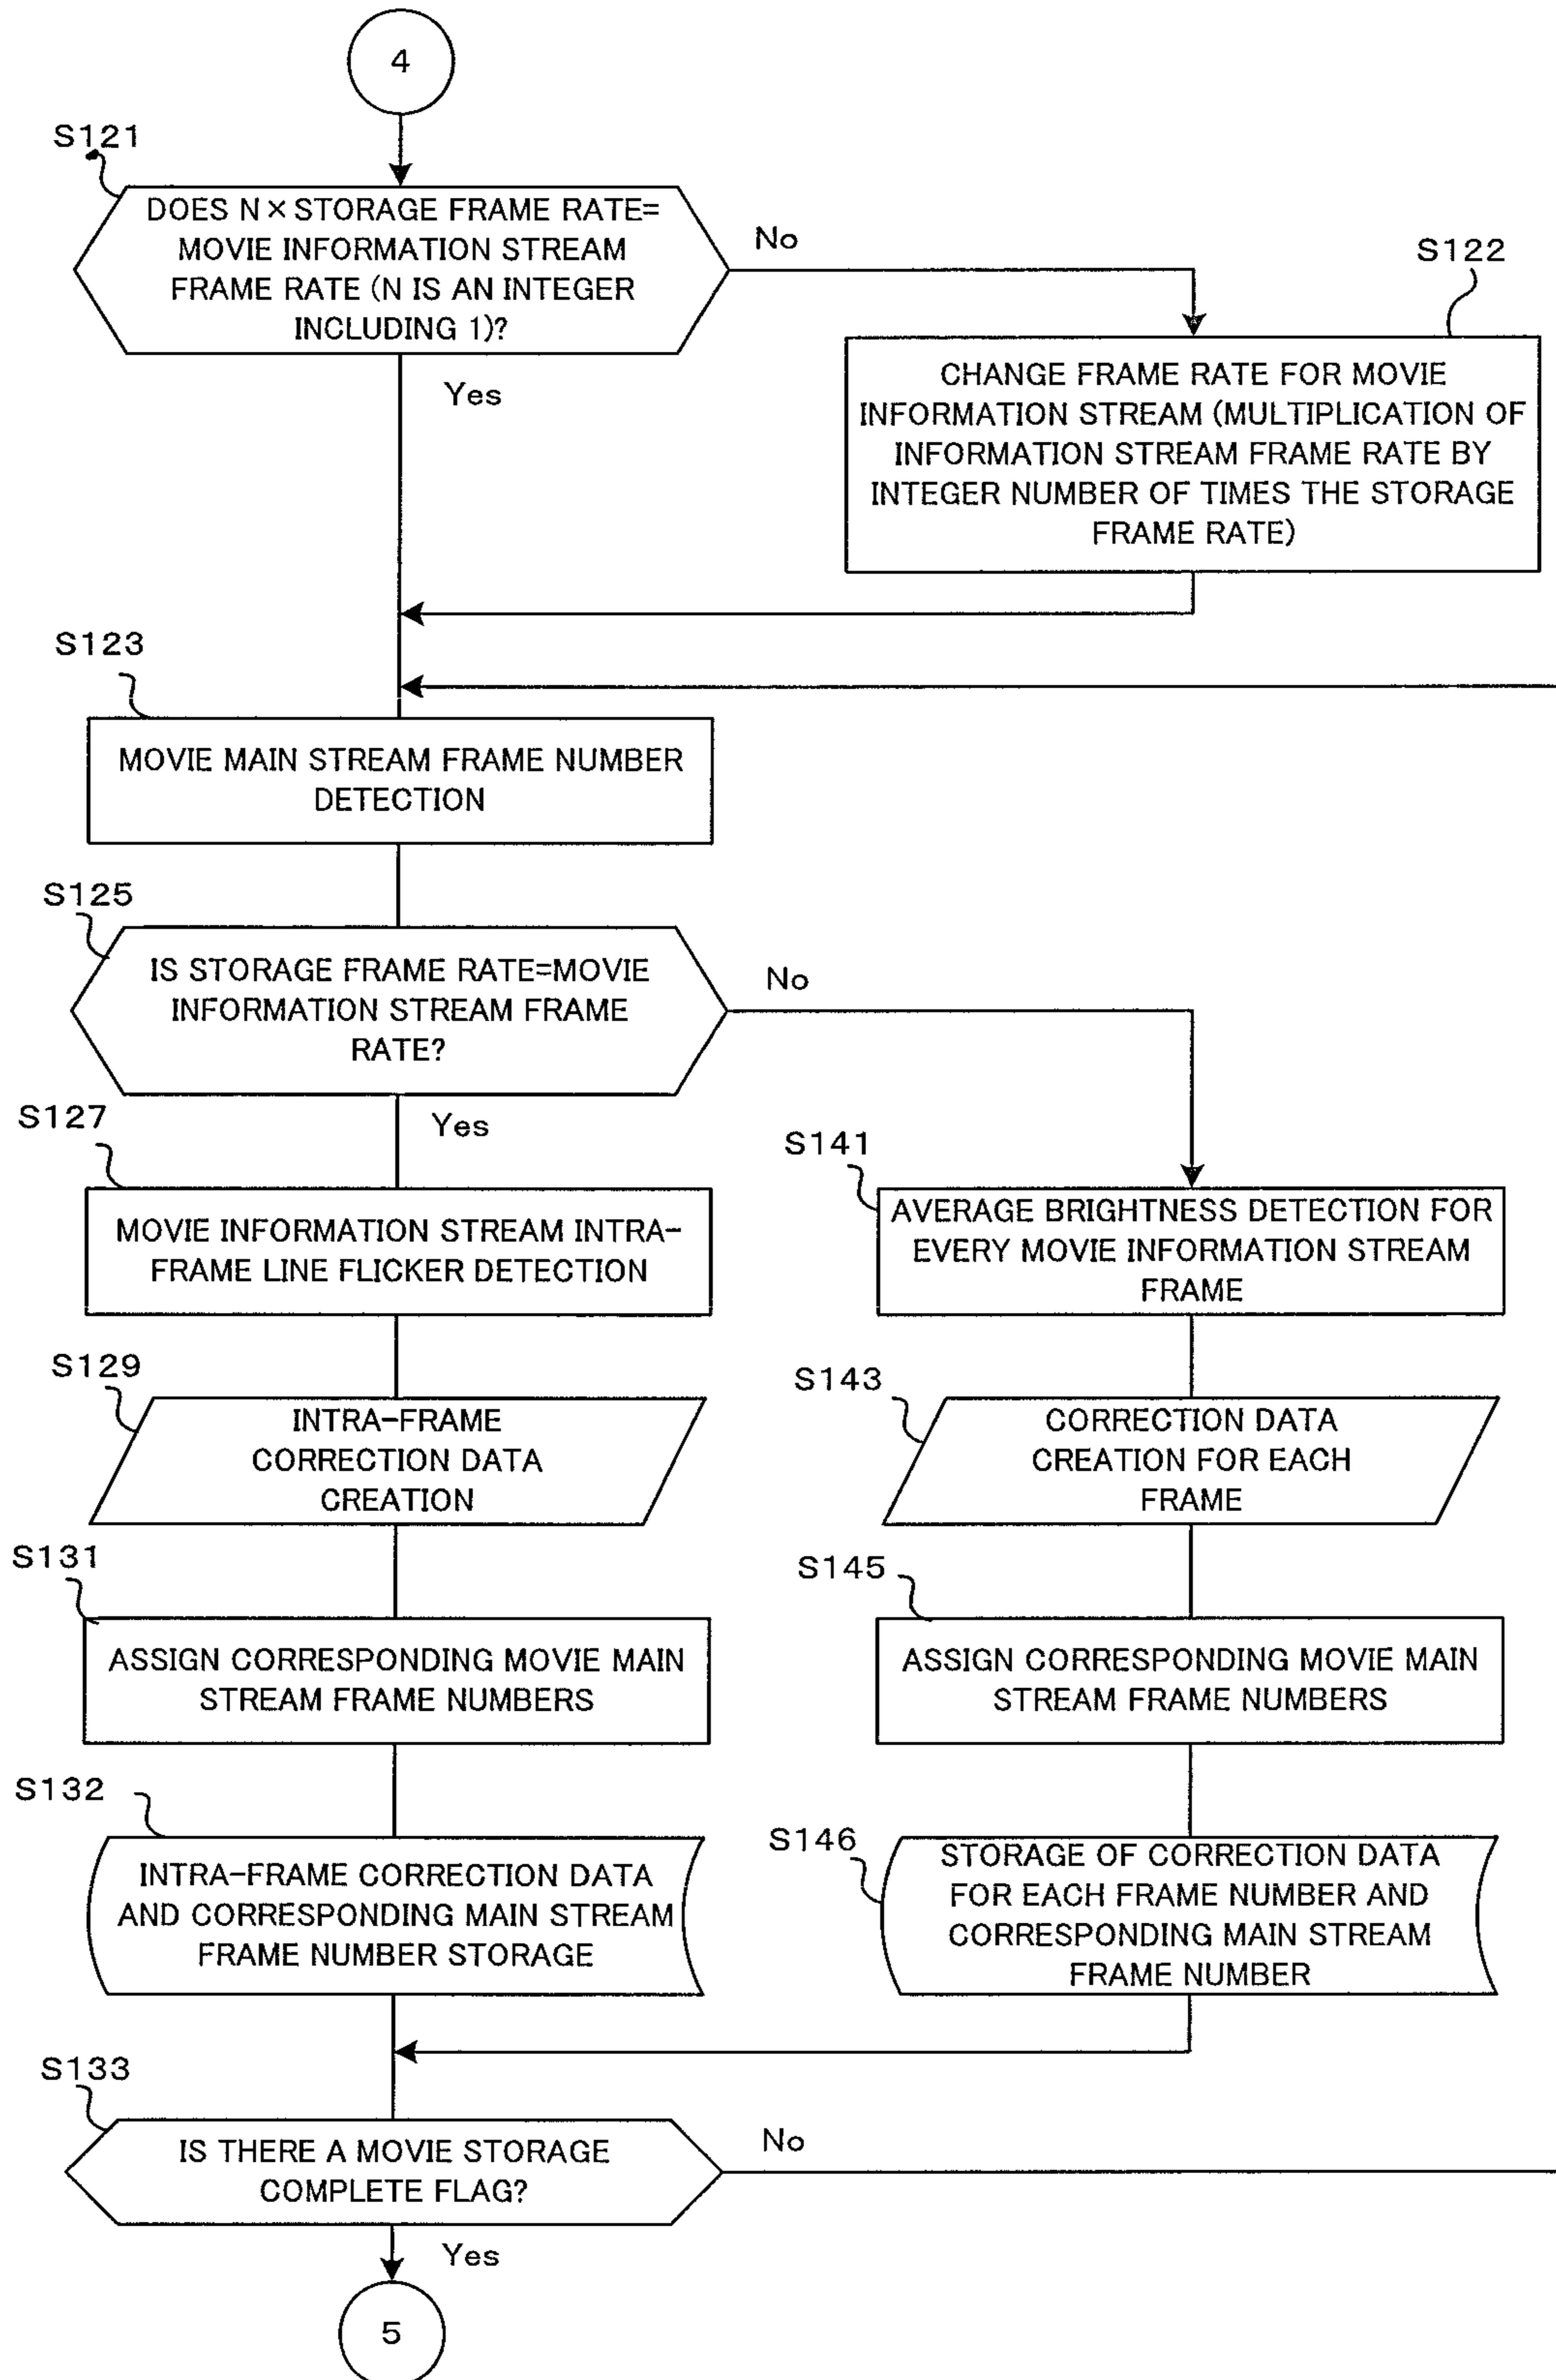 4
S121
DOES N×STORAGE FRAME RATE=
MOVIE INFORMATION STREAM
FRAME RATE (N IS AN INTEGER
INCLUDING 1)?
No
Yes
S122
CHANGE FRAME RATE FOR MOVIE
INFORMATION STREAM (MULTIPLICATION OF
INFORMATION STREAM FRAME RATE BY
INTEGER NUMBER OF TIMES THE STORAGE
FRAME RATE)
S123
MOVIE MAIN STREAM FRAME NUMBER
DETECTION
S125
IS STORAGE FRAME RATE=MOVIE
INFORMATION STREAM FRAME
RATE?
No
Yes
S127
MOVIE INFORMATION STREAM INTRA-
FRAME LINE FLICKER DETECTION
S129
INTRA-FRAME
CORRECTION DATA
CREATION
S131
ASSIGN CORRESPONDING MOVIE MAIN
STREAM FRAME NUMBERS
S132
INTRA-FRAME CORRECTION DATA
AND CORRESPONDING MAIN STREAM
FRAME NUMBER STORAGE
S141
AVERAGE BRIGHTNESS DETECTION FOR
EVERY MOVIE INFORMATION STREAM
FRAME
S143
CORRECTION DATA
CREATION FOR EACH
FRAME
S145
ASSIGN CORRESPONDING MOVIE MAIN
STREAM FRAME NUMBERS
S146
STORAGE OF CORRECTION DATA
FOR EACH FRAME NUMBER AND
CORRESPONDING MAIN STREAM
FRAME NUMBER
S133
IS THERE A MOVIE STORAGE
COMPLETE FLAG?
No
Yes
5